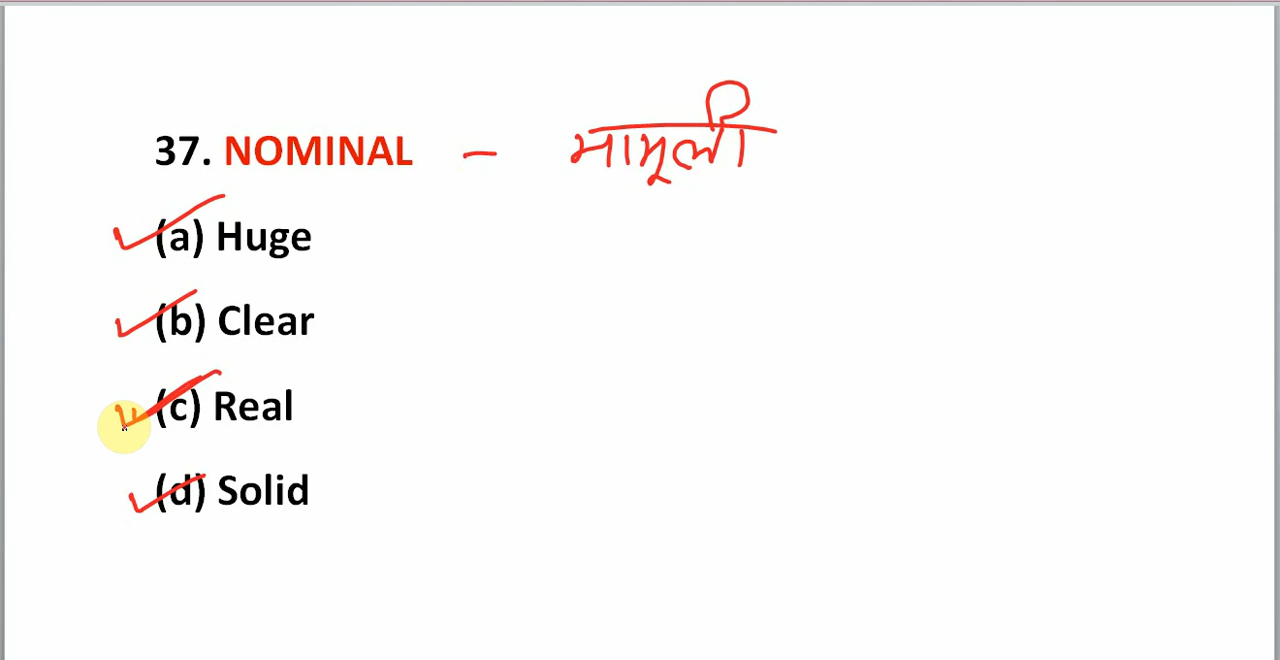 37. NOMINAL - मामूली
(a) Huge
(b) Clear
(c) Real
(d) Solid